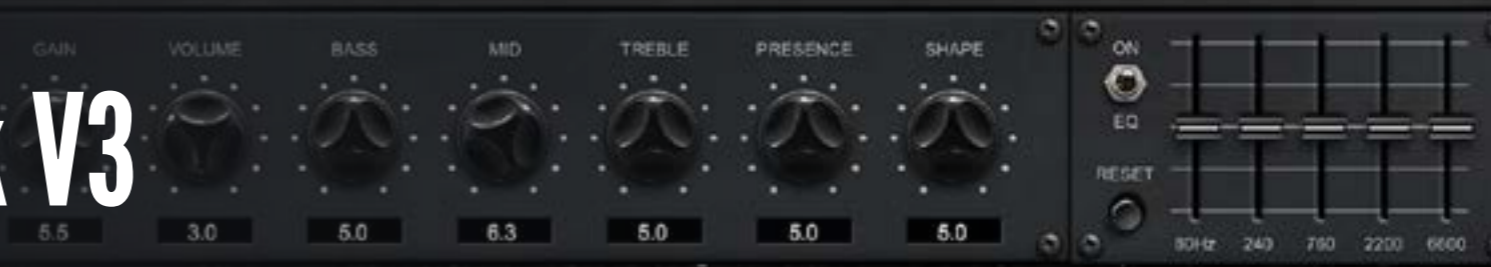 GAIN VOLUME BASS MID TREBLE PRESENCE SHAPE
ON
EQ
V3
RESET
5.5 3.0 5.0 6.3 5.0 5.0 5.0
80Hz 240 760 2200 6600